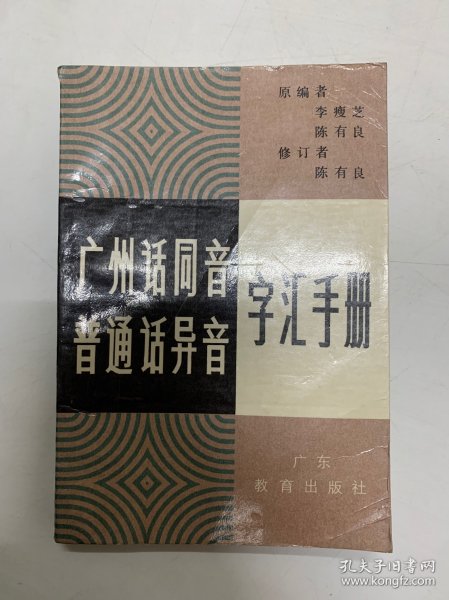 原编者
李瘦芝
陈有良
修订者
陈有良
广州话同音
普通话异音
字汇手册
广东
教育出版社
孔夫子旧书网
www.kongfz.com